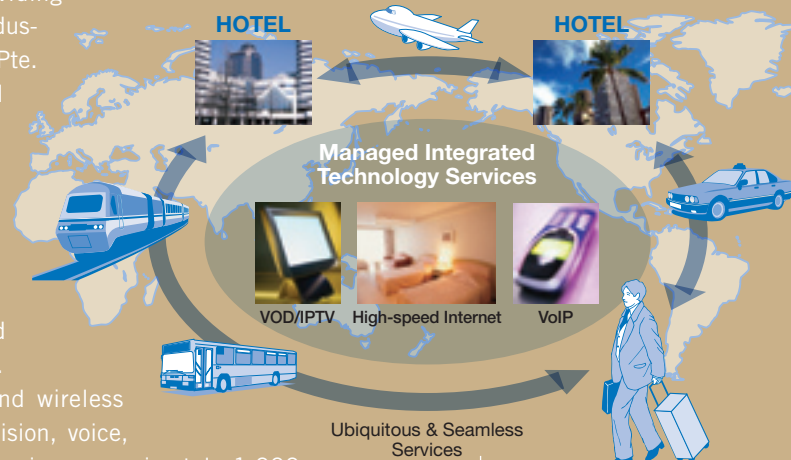 HOTEL
HOTEL
Managed Integrated
Technology Services
VOD/IPTV
High-speed Internet
VoIP
Ubiquitous & Seamless
Services
dus-
Pte.
nd wireless
ision, voice,